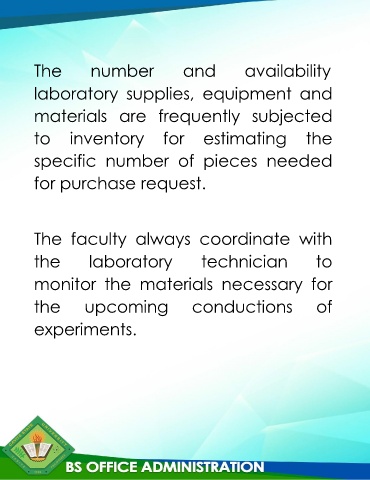 The number and availability
laboratory supplies, equipment and
materials are frequently subjected
to inventory for estimating the
specific number of pieces needed
for purchase request.
The faculty always coordinate with
the laboratory technician to
monitor the materials necessary for
the upcoming conductions of
experiments.
BS OFFICE ADMINISTRATION